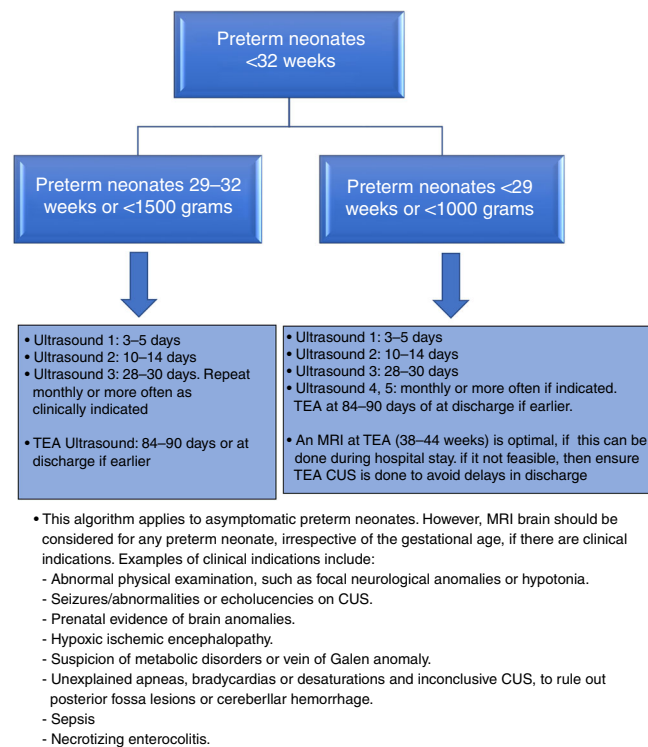 Preterm neonates
<32 weeks
Preterm neonates 29–32
weeks or <1500 grams
Preterm neonates <29
weeks or <1000 grams
• Ultrasound 1: 3–5 days
• Ultrasound 2: 10–14 days
• Ultrasound 3: 28–30 days. Repeat
monthly or more often as
clinically indicated
• TEA Ultrasound: 84–90 days or at
discharge if earlier
• Ultrasound 1: 3–5 days
• Ultrasound 2: 10–14 days
• Ultrasound 3: 28–30 days
• Ultrasound 4, 5: monthly or more often if indicated.
TEA at 84–90 days of at discharge if earlier.
• An MRI at TEA (38–44 weeks) is optimal, if this can be
done during hospital stay. if it not feasible, then ensure
TEA CUS is done to avoid delays in discharge
• This algorithm applies to asymptomatic preterm neonates. However, MRI brain should be
considered for any preterm neonate, irrespective of the gestational age, if there are clinical
indications. Examples of clinical indications include:
- Abnormal physical examination, such as focal neurological anomalies or hypotonia.
- Seizures/abnormalities or echolucencies on CUS.
- Prenatal evidence of brain anomalies.
- Hypoxic ischemic encephalopathy.
- Suspicion of metabolic disorders or vein of Galen anomaly.
- Unexplained apneas, bradycardias or desaturations and inconclusive CUS, to rule out
posterior fossa lesions or cereberllar hemorrhage.
- Sepsis
- Necrotizing enterocolitis.